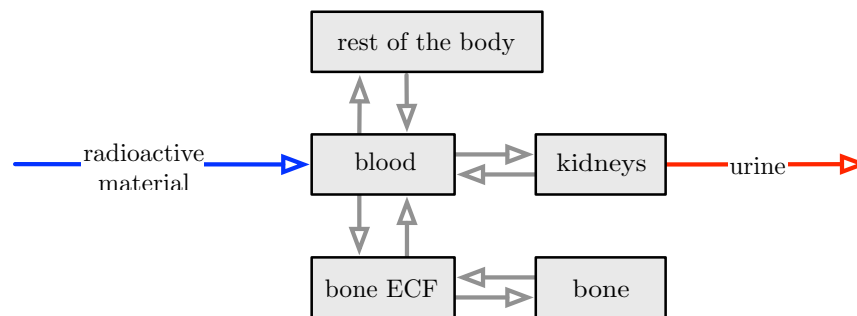 rest of the body
radioactive
material
blood
kidneys
urine
bone ECF
bone